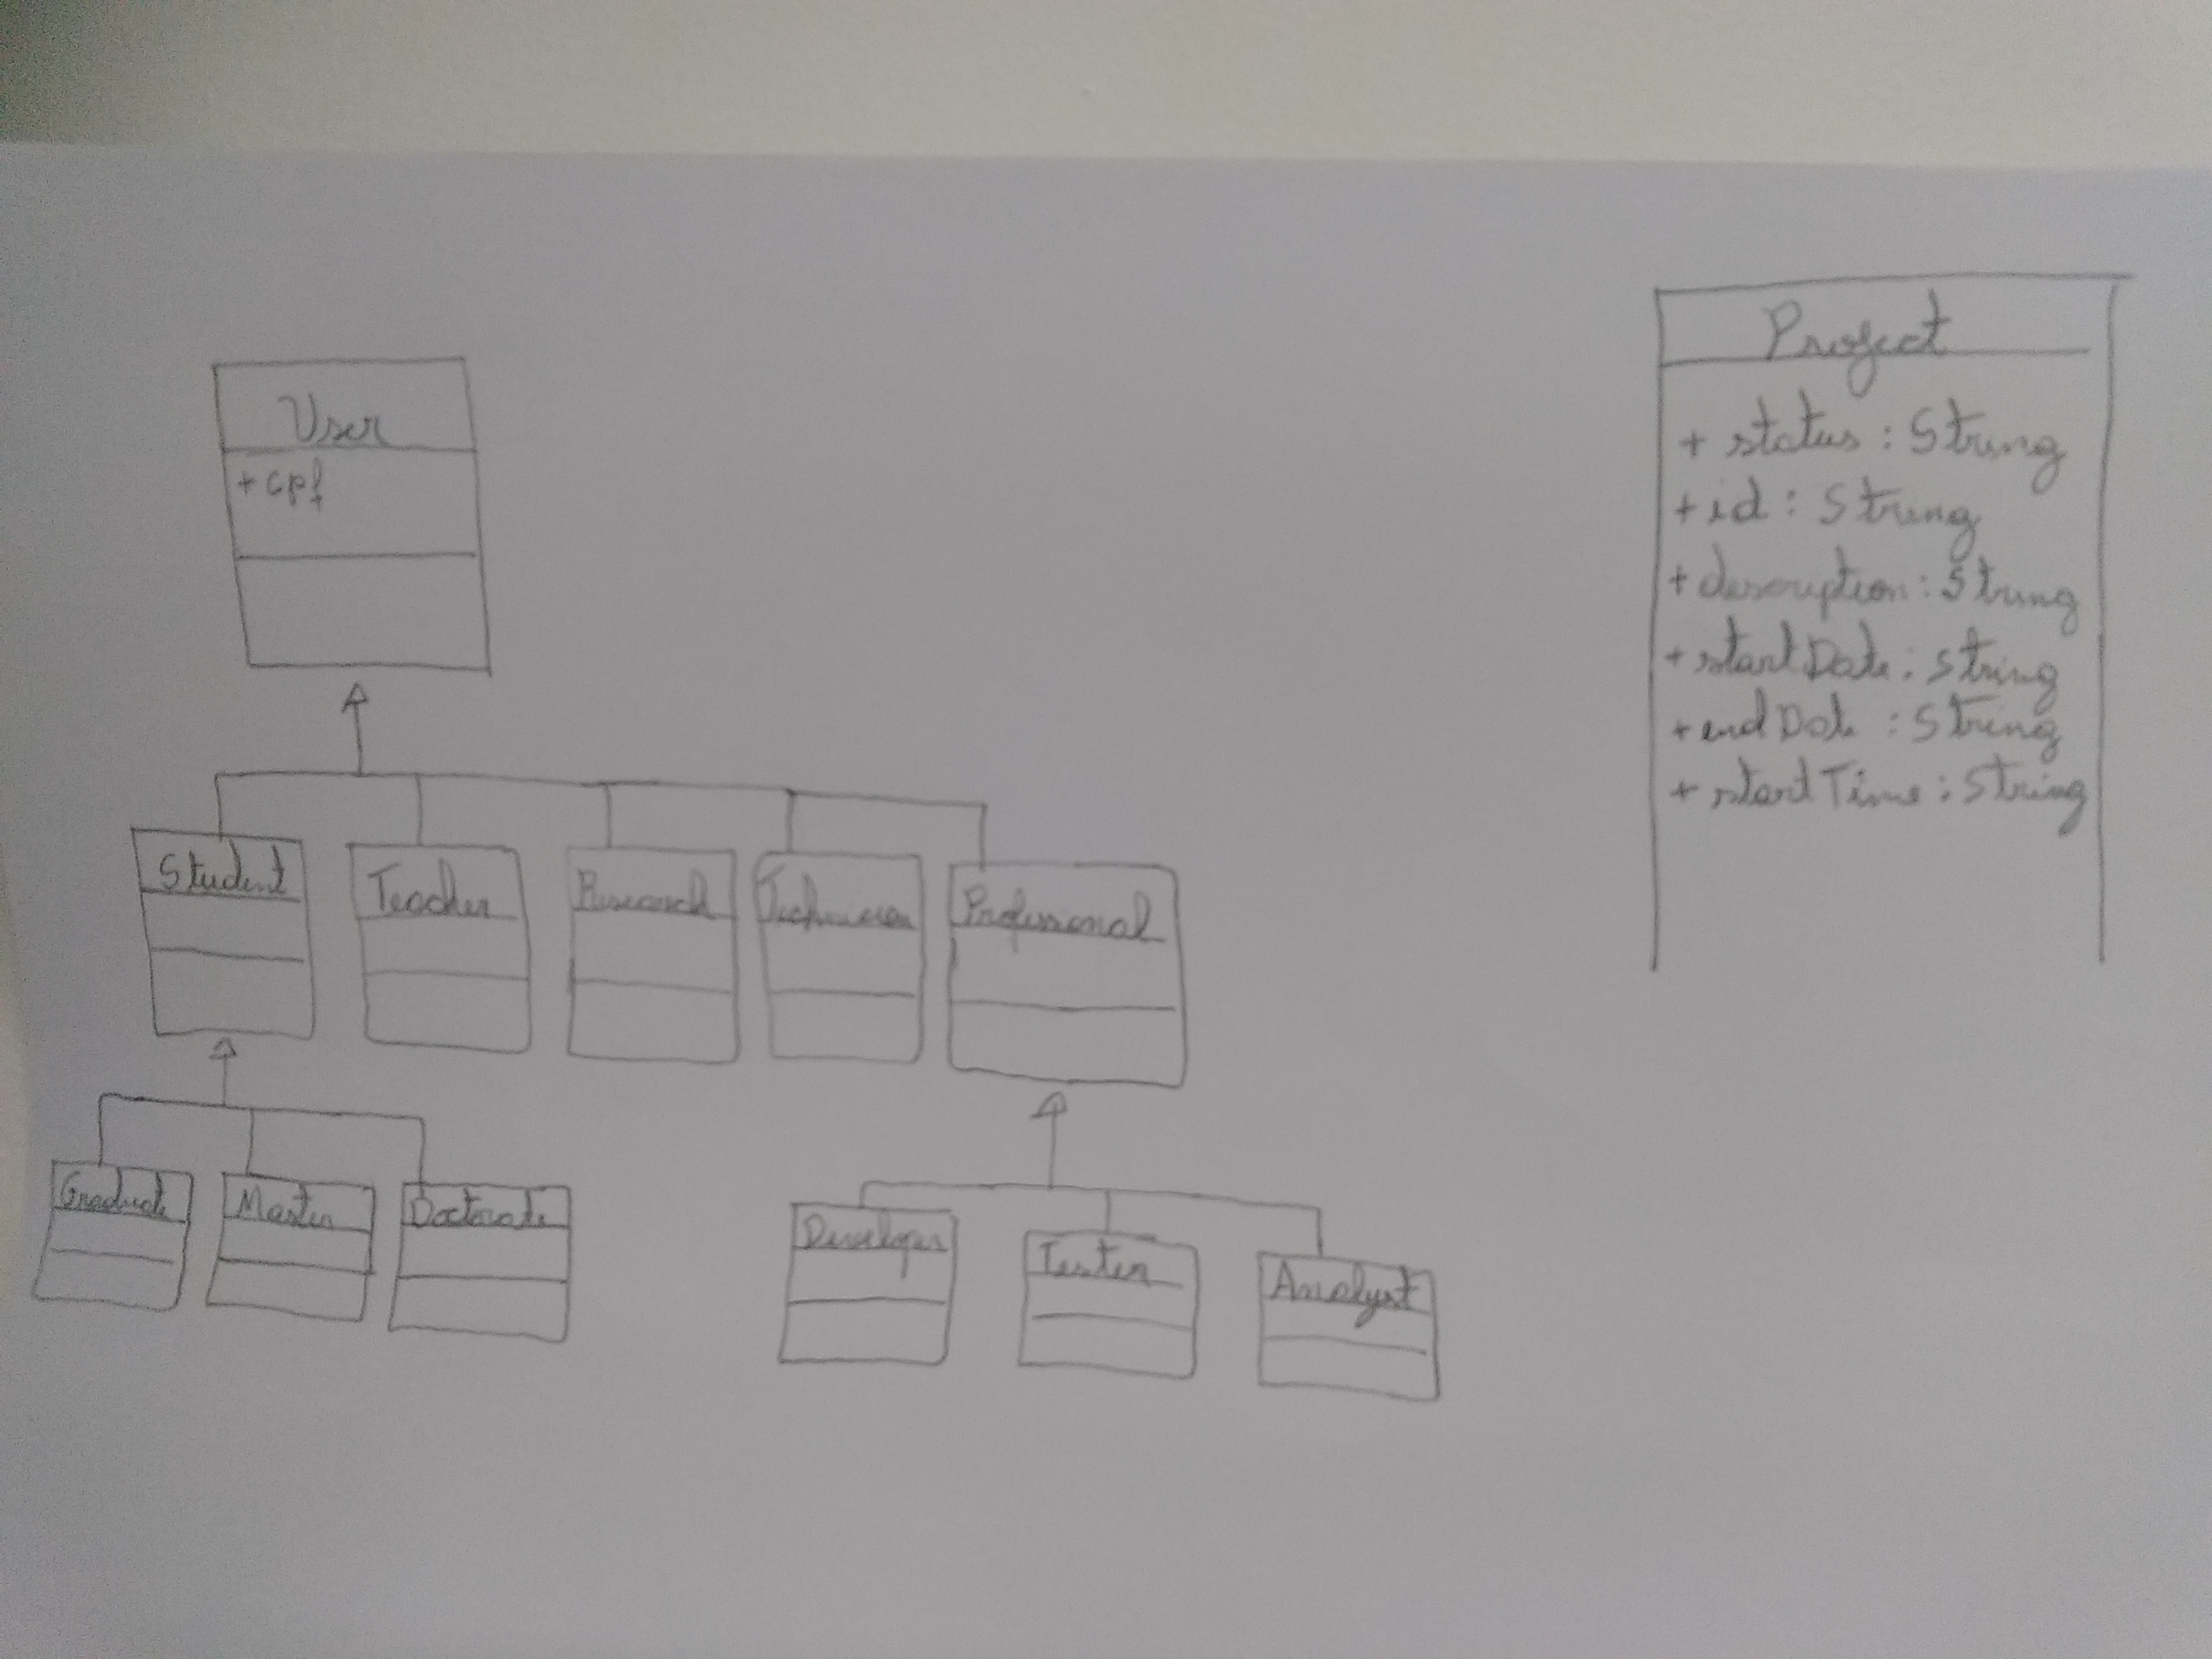 User
+ cpf
Project
+ status : String
+ id : String
+ description : String
+ startDate : String
+ endDate : String
+ startTime : String
Student
Teacher
Research
Technician
Professional
Graduate
Master
Doctorate
Developer
Tester
Analyst